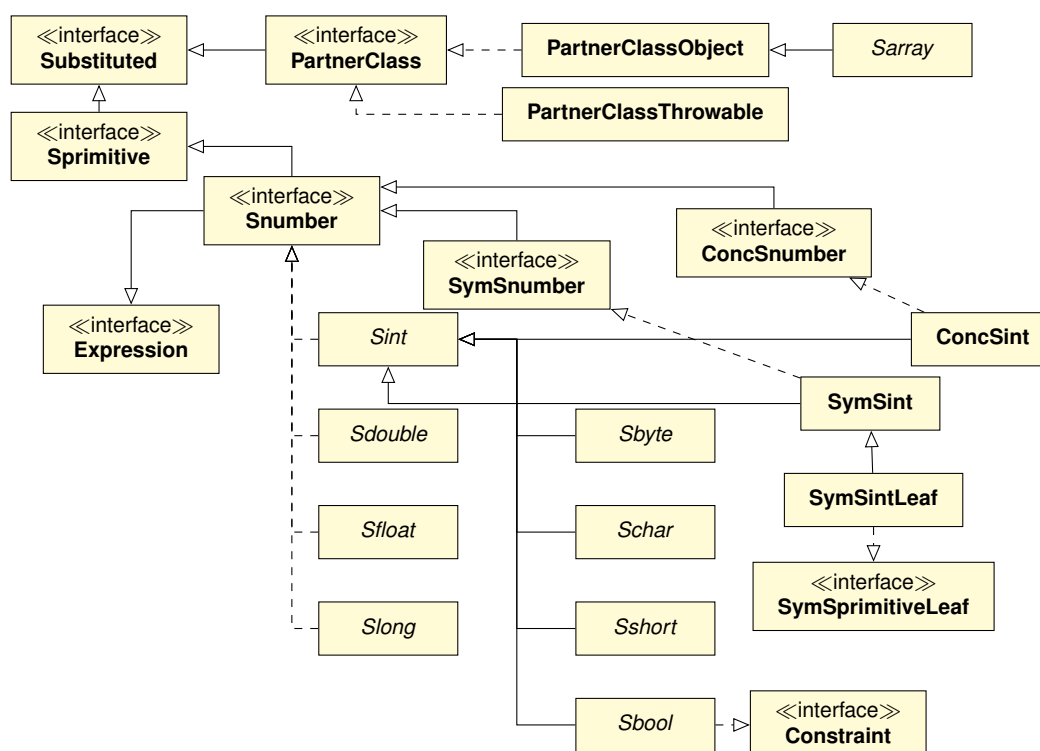 ≪interface≫
Substituted
≪interface≫
PartnerClass
PartnerClassObject
Sarray
PartnerClassThrowable
≪interface≫
Sprimitive
≪interface≫
Snumber
≪interface≫
ConcSnumber
≪interface≫
SymSnumber
≪interface≫
Expression
Sint
ConcSint
SymSint
Sdouble
Sbyte
SymSintLeaf
Sfloat
Schar
≪interface≫
SymSprimitiveLeaf
Slong
Sshort
Sbool
≪interface≫
Constraint